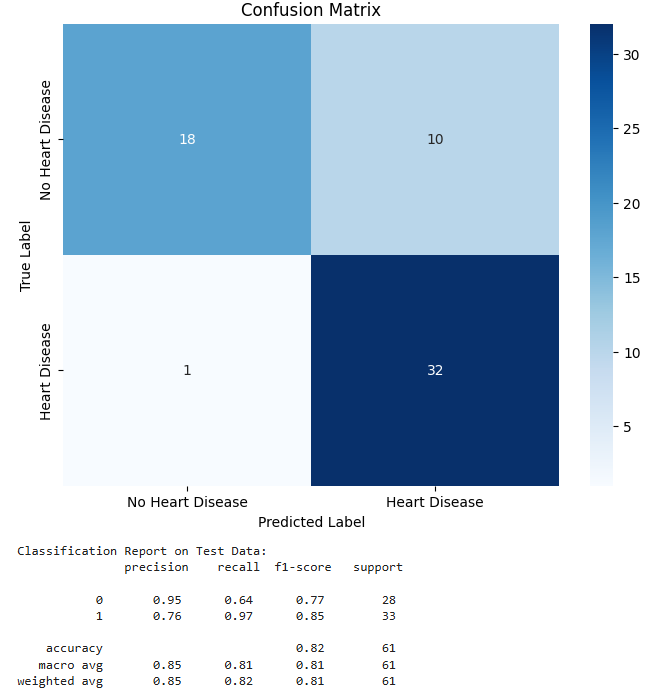 Confusion Matrix
No Heart Disease
Heart Disease
True Label
18
10
1
32
30
25
20
15
10
5
No Heart Disease
Heart Disease
Predicted Label
Classification Report on Test Data:
precision recall f1-score support
0 0.95 0.64 0.77 28
1 0.76 0.97 0.85 33
accuracy 0.82 61
macro avg 0.85 0.81 0.81 61
weighted avg 0.85 0.82 0.81 61